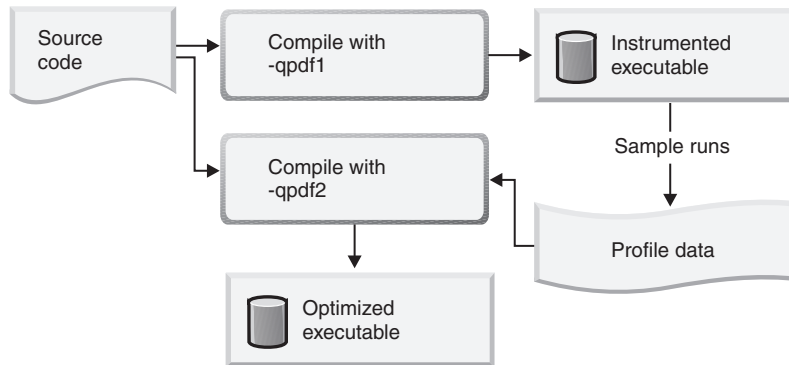 Source
code
Compile with
-qpdf1
Instrumented
executable
Sample runs
Compile with
-qpdf2
Profile data
Optimized
executable